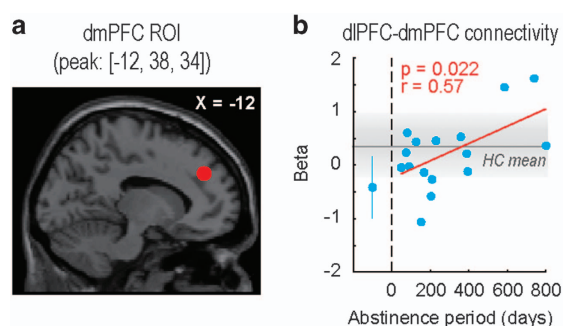 a
dmPFC ROI
(peak: [-12, 38, 34])
X = -12
b
dlPFC-dmPFC connectivity
p = 0.022
r = 0.57
HC mean
Beta
2
1
0
-1
-2
0 200 400 600 800
Abstinence period (days)